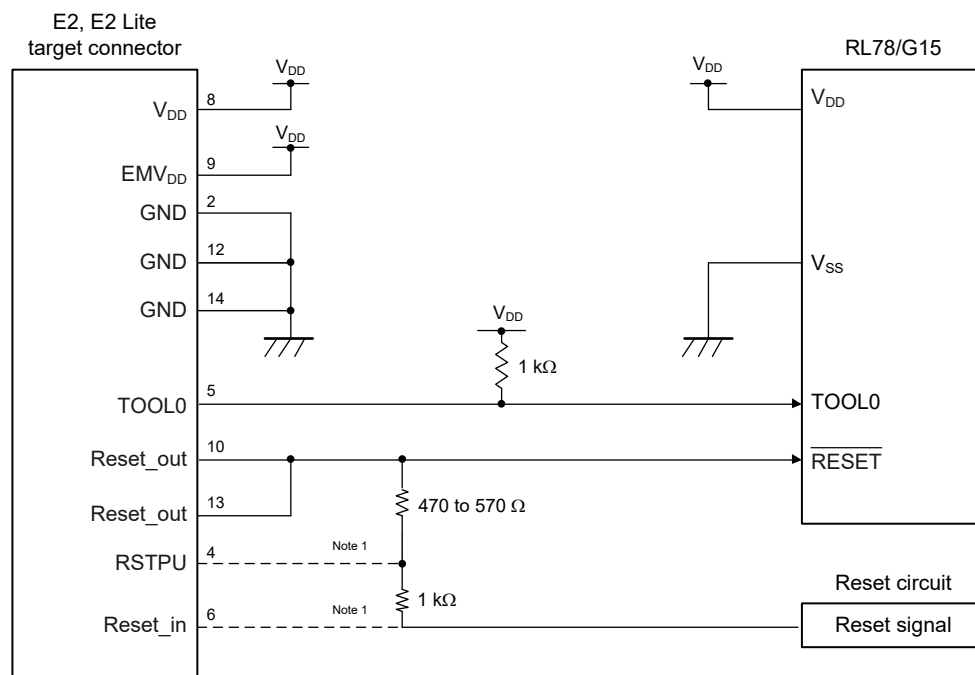 E2, E2 Lite
target connector
RL78/G15
VDD
8
VDD
VDD
VDD
EMVDD
9
VDD
GND
2
GND
12
GND
14
VSS
VDD
1 kΩ
TOOL0
5
TOOL0
Reset_out
10
RESET
470 to 570 Ω
Reset_out
13
RSTPU
4
Note 1
1 kΩ
Reset_in
6
Note 1
Reset circuit
Reset signal